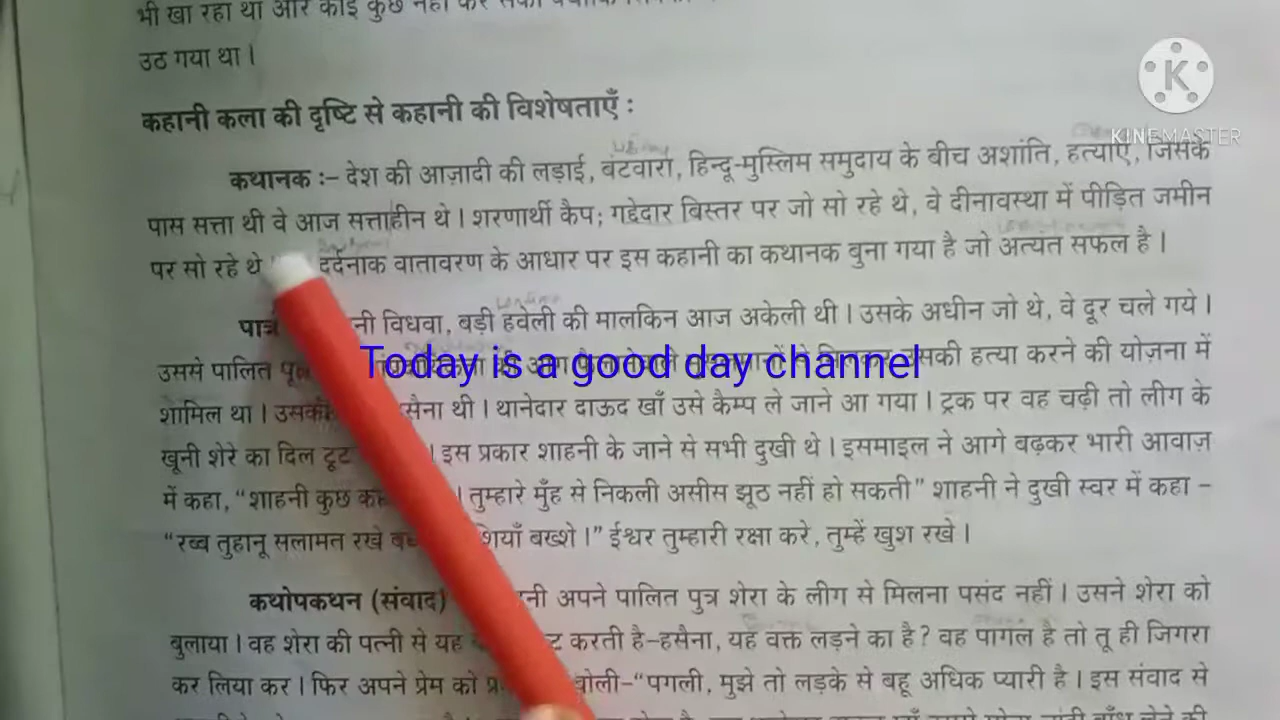 भी खा रहा था और कोई कुछ नहीं कर सका
उठ गया था ।
कहानी कला की दृष्टि से कहानी की विशेषताएँ :
कथानक :– देश की आज़ादी की लड़ाई, बंटवारा, हिन्दू-मुस्लिम समुदाय के बीच अशांति, हत्याएँ, जिसके
पास सत्ता थी वे आज सत्ताहीन थे । शरणार्थी कैप; गद्देदार बिस्तर पर जो सो रहे थे, वे दीनावस्था में पीड़ित जमीन
पर सो रहे थे दर्दनाक वातावरण के आधार पर इस कहानी का कथानक बुना गया है जो अत्यत सफल है ।
विधवा, बड़ी हवेली की मालकिन आज अकेली थी । उसके अधीन जो थे, वे दूर चले गये ।
उससे पालित उसकी हत्या करने की योज़ना में
शामिल था । उसकी थी । थानेदार दाऊद खाँ उसे कैम्प ले जाने आ गया । ट्रक पर वह चढ़ी तो लीग के
खूनी शेरे का दिल टूट । इस प्रकार शाहनी के जाने से सभी दुखी थे । इसमाइल ने आगे बढ़कर भारी आवाज़
में कहा, “शाहनी कुछ । तुम्हारे मुँह से निकली असीस झूठ नहीं हो सकती” शाहनी ने दुखी स्वर में कहा –
“रब्ब तुहानू सलामत रखे बख्शे ।” ईश्वर तुम्हारी रक्षा करे, तुम्हें खुश रखे ।
कथोपकथन (संवाद) अपने पालित पुत्र शेरा के लीग से मिलना पसंद नहीं । उसने शेरा को
बुलाया । वह शेरा की पत्नी से यह करती है–हसैना, यह वक्त लड़ने का है? वह पागल है तो तू ही जिगरा
कर लिया कर । फिर अपने प्रेम को बोली–“पगली, मुझे तो लड़के से बहू अधिक प्यारी है । इस संवाद से
K
KINEMASTER
Today is a good day channel